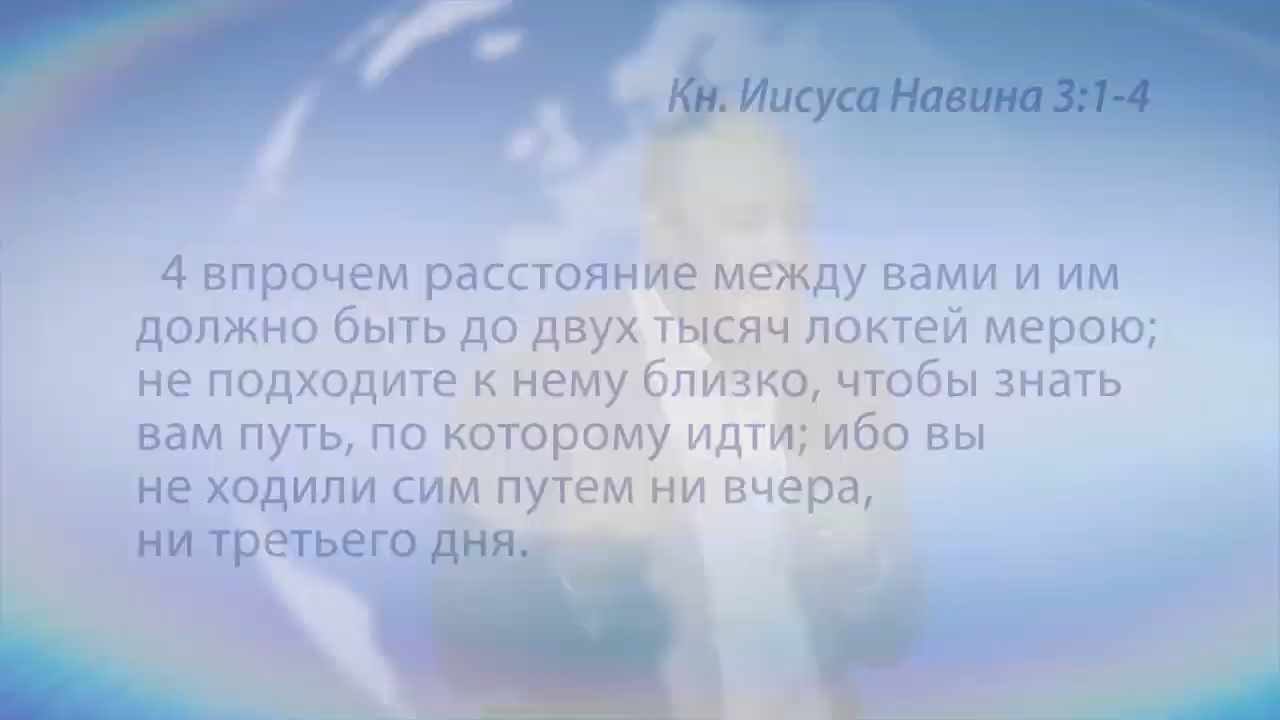 Кн. Иисуса Навина 3:1-4
4 впрочем расстояние между вами и им
должно быть до двух тысяч локтей мерою;
не подходите к нему близко, чтобы знать
вам путь, по которому идти; ибо вы
не ходили сим путем ни вчера,
ни третьего дня.